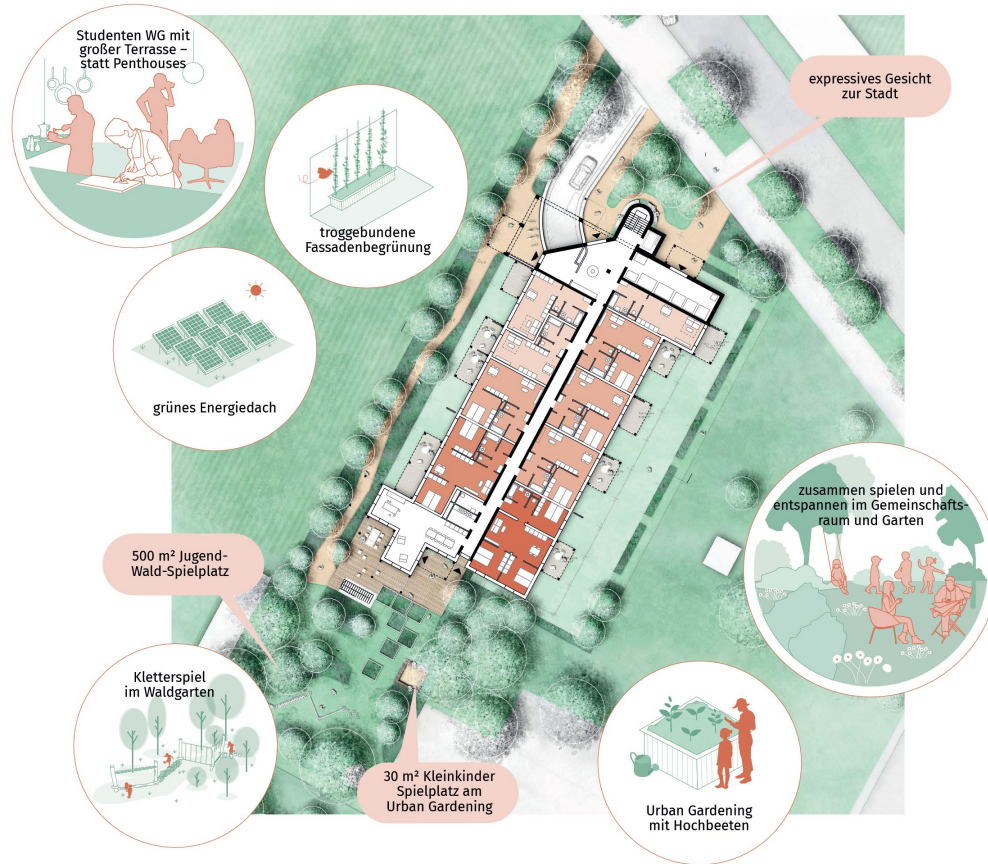 Studenten WG mit
großer Terrasse –
statt Penthouses
expressives Gesicht
zur Stadt
troggebundene
Fassadenbegrünung
grünes Energiedach
zusammen spielen und
entspannen im Gemeinschafts-
raum und Garten
500 m² Jugend-
Wald-Spielplatz
Kletterspiel
im Waldgarten
30 m² Kleinkinder
Spielplatz am
Urban Gardening
Urban Gardening
mit Hochbeeten